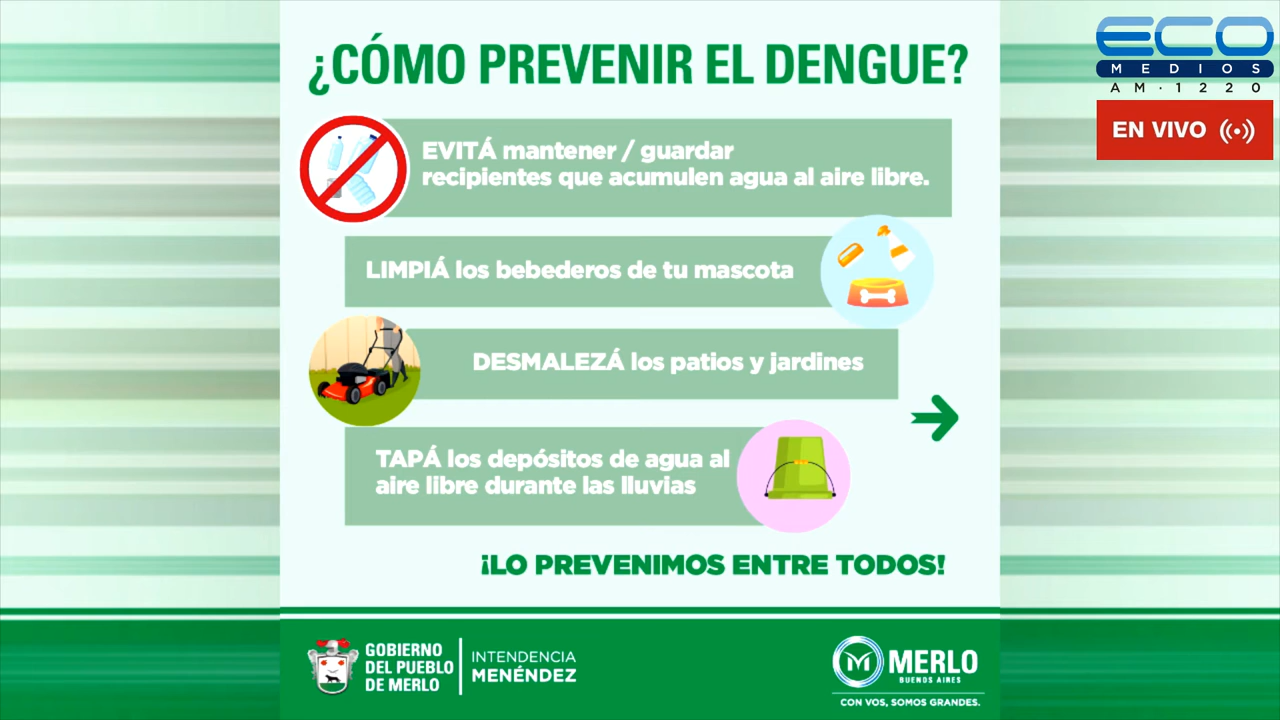 ¿CÓMO PREVENIR EL DENGUE?
ECO
MEDIOS
AM·1220
EN VIVO
EVITÁ mantener / guardar
recipientes que acumulen agua al aire libre.
LIMPIÁ los bebederos de tu mascota
DESMALEZÁ los patios y jardines
TAPÁ los depósitos de agua al
aire libre durante las lluvias
¡LO PREVENIMOS ENTRE TODOS!
GOBIERNO
DEL PUEBLO
DE MERLO
INTENDENCIA
MENÉNDEZ
MERLO
BUENOS AIRES
CON VOS, SOMOS GRANDES.